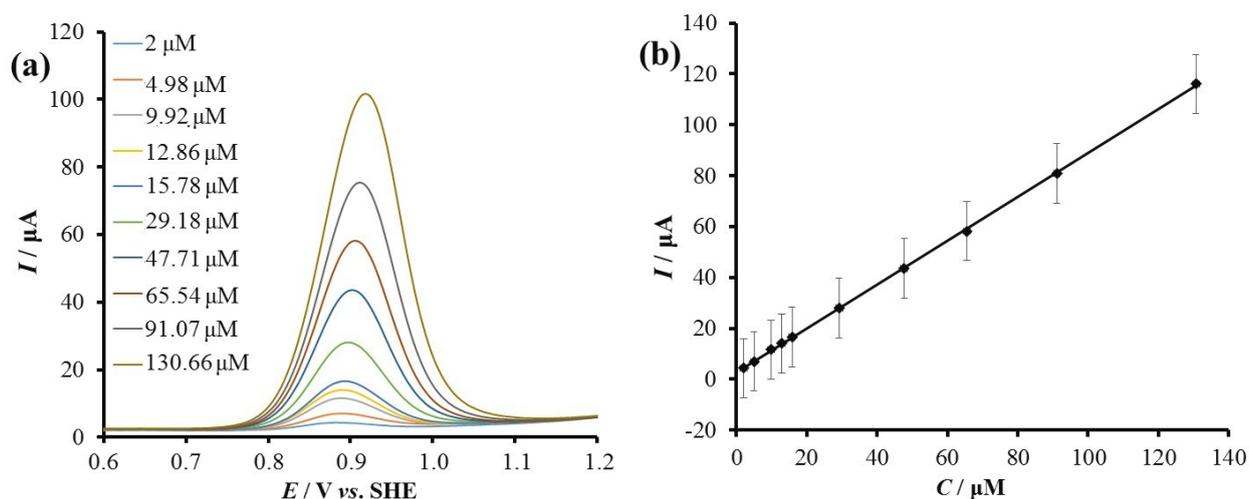 (a)
120
100
80
60
40
20
0
I / µA
2 µM
4.98 µM
9.92 µM
12.86 µM
15.78 µM
29.18 µM
47.71 µM
65.54 µM
91.07 µM
130.66 µM
0.6 0.7 0.8 0.9 1.0 1.1 1.2
E / V vs. SHE
(b)
140
120
100
80
60
40
20
0
-20
I / µA
0 20 40 60 80 100 120 140
C / µM